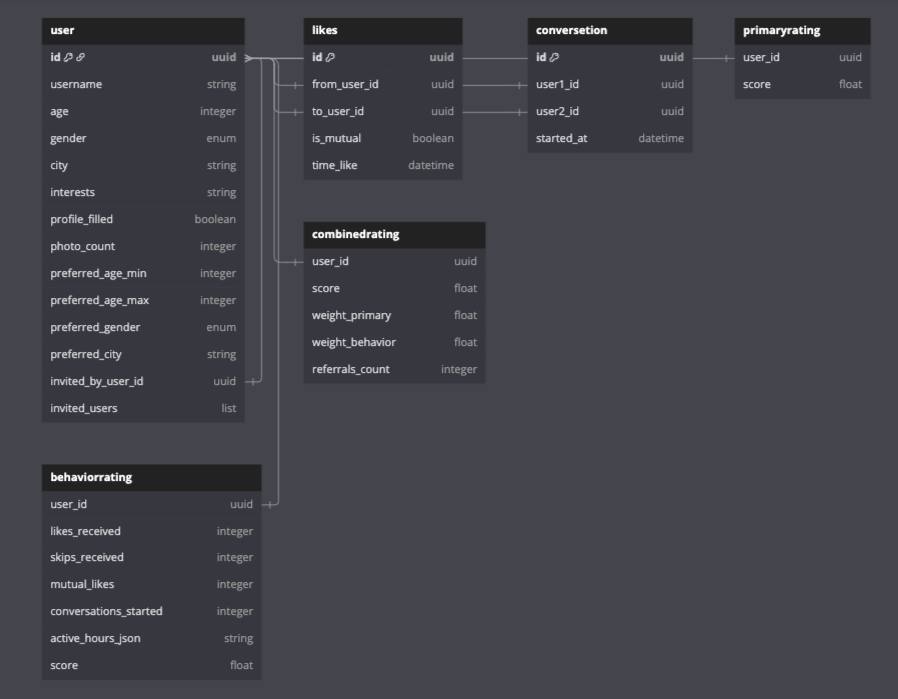 user
id uuid
username string
age integer
gender enum
city string
interests string
profile_filled boolean
photo_count integer
preferred_age_min integer
preferred_age_max integer
preferred_gender enum
preferred_city string
invited_by_user_id uuid
invited_users list
likes
id uuid
from_user_id uuid
to_user_id uuid
is_mutual boolean
time_like datetime
conversetion
id uuid
user1_id uuid
user2_id uuid
started_at datetime
primaryrating
user_id uuid
score float
combinedrating
user_id uuid
score float
weight_primary float
weight_behavior float
referrals_count integer
behaviorrating
user_id uuid
likes_received integer
skips_received integer
mutual_likes integer
conversations_started integer
active_hours_json string
score float